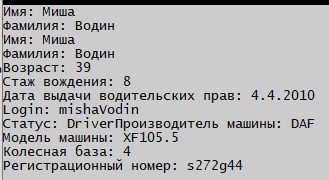 Имя: Миша
Фамилия: Водин
Имя: Миша
Фамилия: Водин
Возраст: 39
Стаж вождения: 8
Дата выдачи водительских прав: 4.4.2010
Login: mishaVodin
Статус: DriverПроизводитель машины: DAF
Модель машины: XF105.5
Колесная база: 4
Регистрационный номер: s272g44